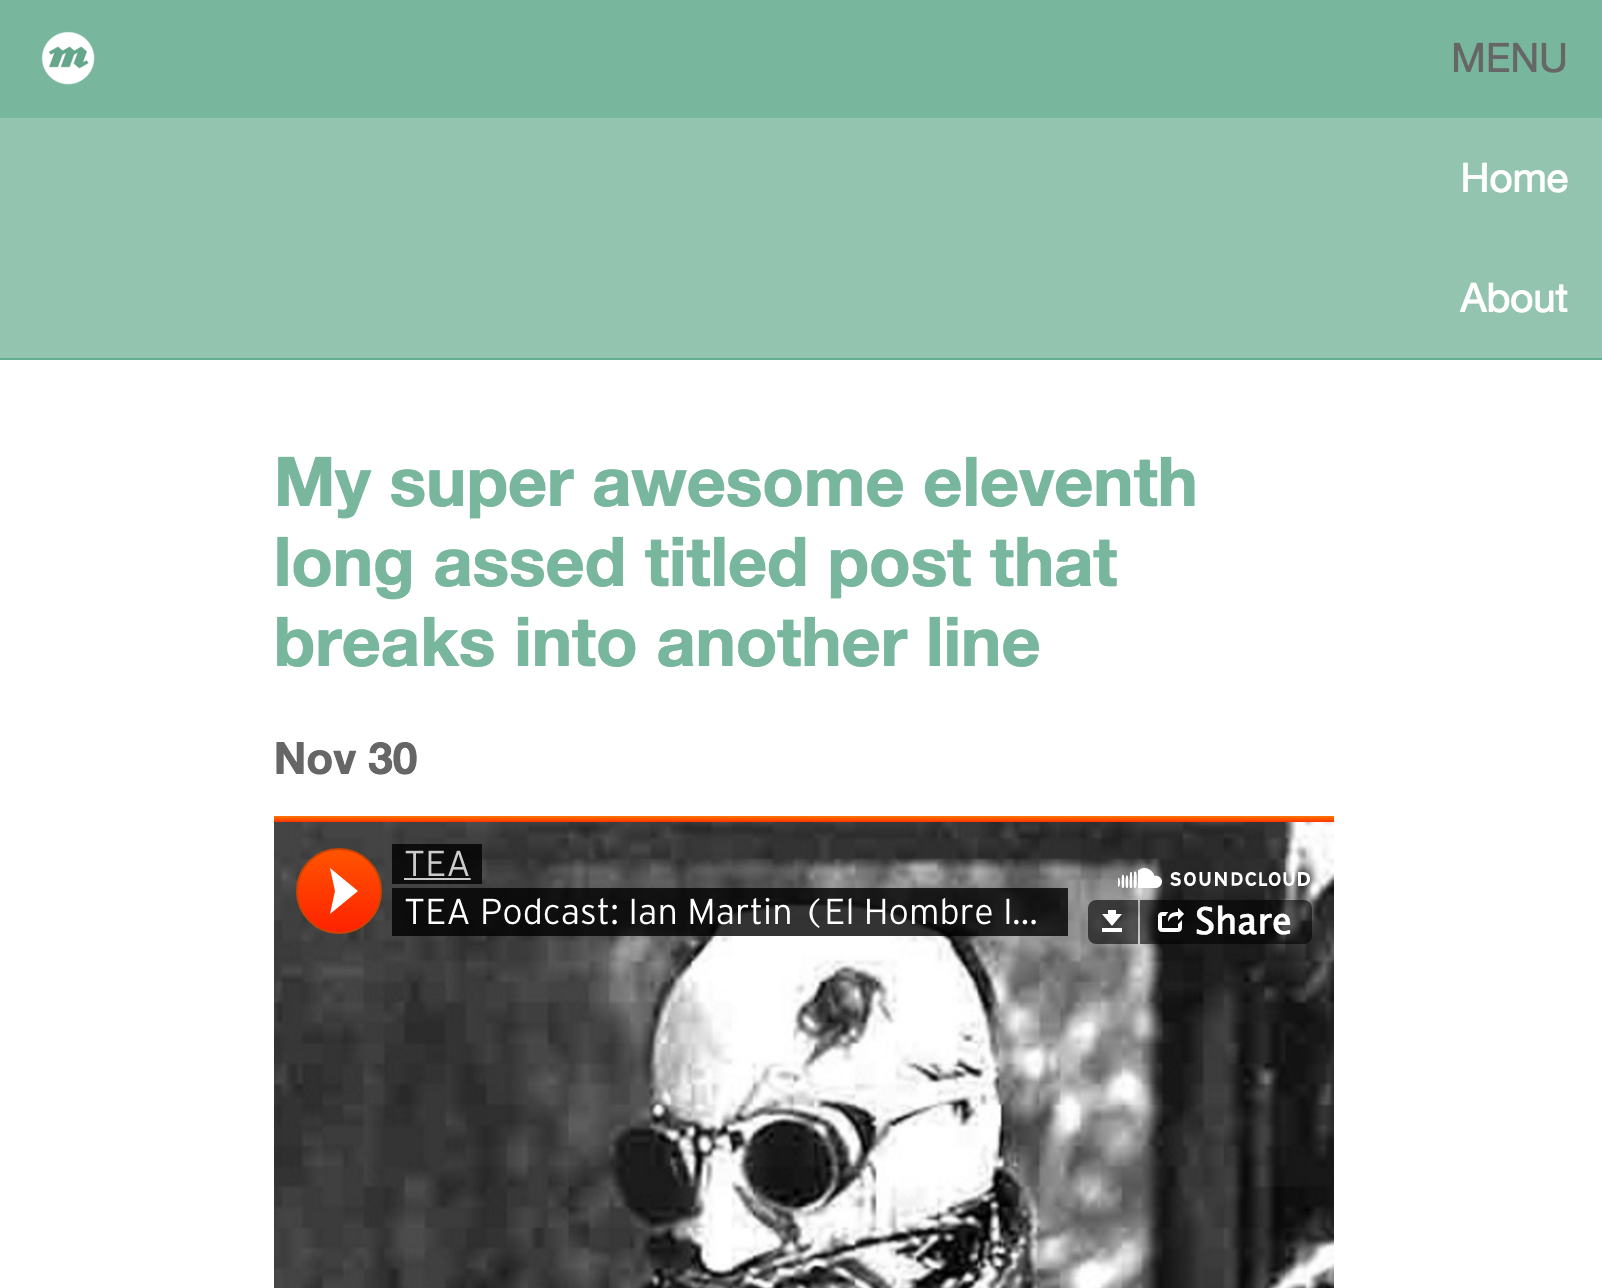 m
MENU
Home
About
My super awesome eleventh
long assed titled post that
breaks into another line
Nov 30
TEA
TEA Podcast: Ian Martin (El Hombre I...
SOUNDCLOUD
Share